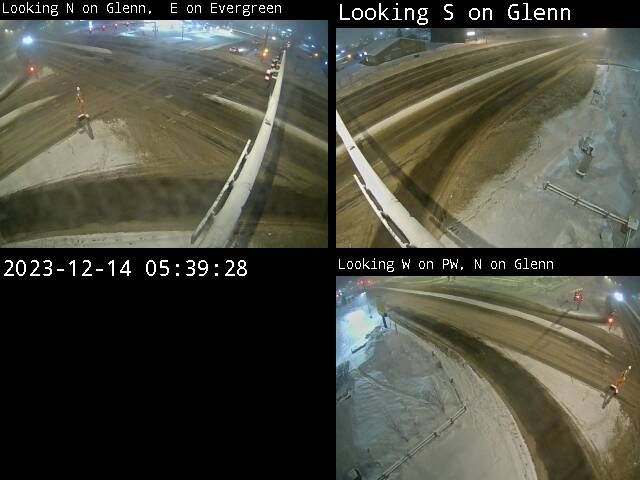 Looking N on Glenn, E on Evergreen
Looking S on Glenn
2023-12-14 05:39:28
Looking W on PW, N on Glenn